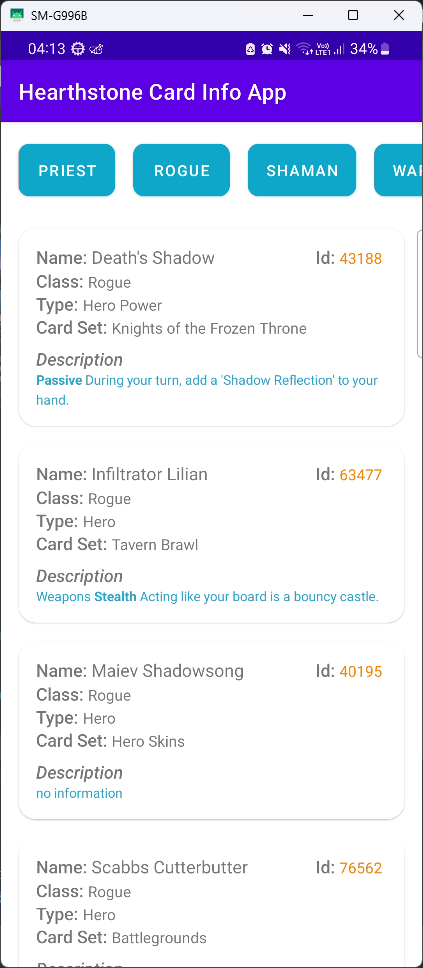 SM-G996B
04:13 Vo)) LTE1 34%
Hearthstone Card Info App
PRIEST ROGUE SHAMAN WAR
Name: Death's Shadow Id: 43188
Class: Rogue
Type: Hero Power
Card Set: Knights of the Frozen Throne
Description
Passive During your turn, add a 'Shadow Reflection' to your
hand.
Name: Infiltrator Lilian Id: 63477
Class: Rogue
Type: Hero
Card Set: Tavern Brawl
Description
Weapons Stealth Acting like your board is a bouncy castle.
Name: Maiev Shadowsong Id: 40195
Class: Rogue
Type: Hero
Card Set: Hero Skins
Description
no information
Name: Scabbs Cutterbutter Id: 76562
Class: Rogue
Type: Hero
Card Set: Battlegrounds
Description